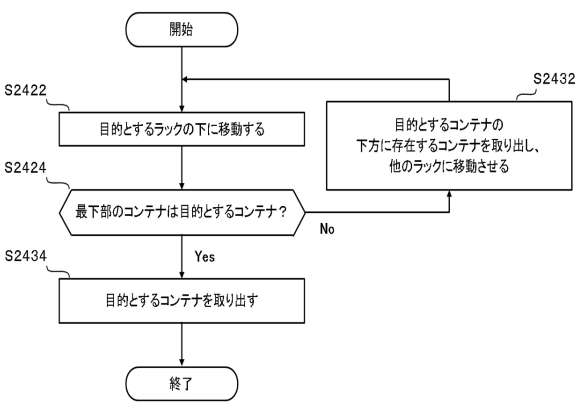 開始
S2422
目的とするラックの下に移動する
S2432
目的とするコンテナの
下方に存在するコンテナを取り出し、
他のラックに移動させる
S2424
最下部のコンテナは目的とするコンテナ？
No
Yes
S2434
目的とするコンテナを取り出す
終了